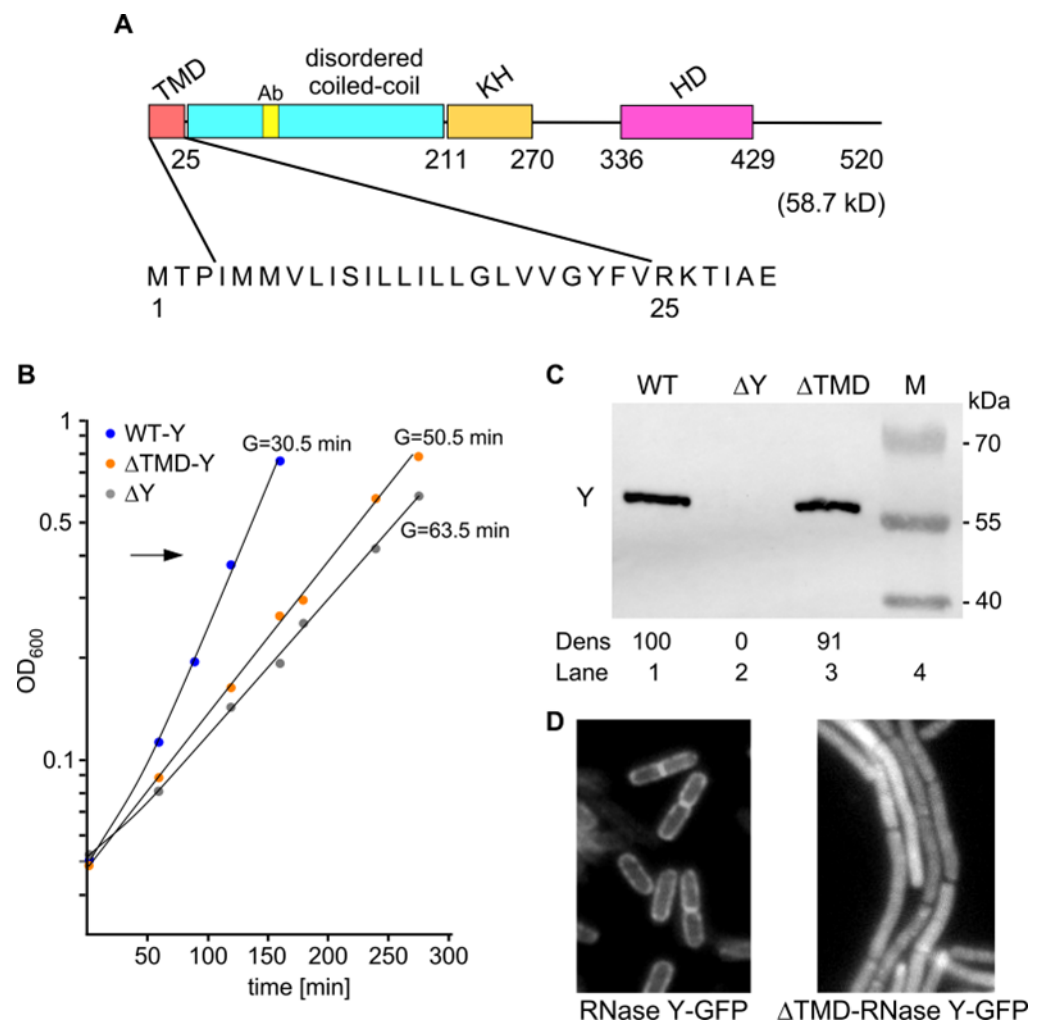 A
TMD
Ab
disordered
coiled-coil
KH
HD
25
211
270
336
429
520
(58.7 kD)
MTPIMMVLISILLILLGLVVGYFVRKTIAE
1
25
B
1
0.5
0.1
OD600
WT-Y
ΔTMD-Y
ΔY
G=30.5 min
G=50.5 min
G=63.5 min
50 100 150 200 250 300
time [min]
C
WT ΔY ΔTMD M
kDa
Y
- 70
- 55
- 40
Dens 100 0 91
Lane 1 2 3 4
D
RNase Y-GFP
ΔTMD-RNase Y-GFP